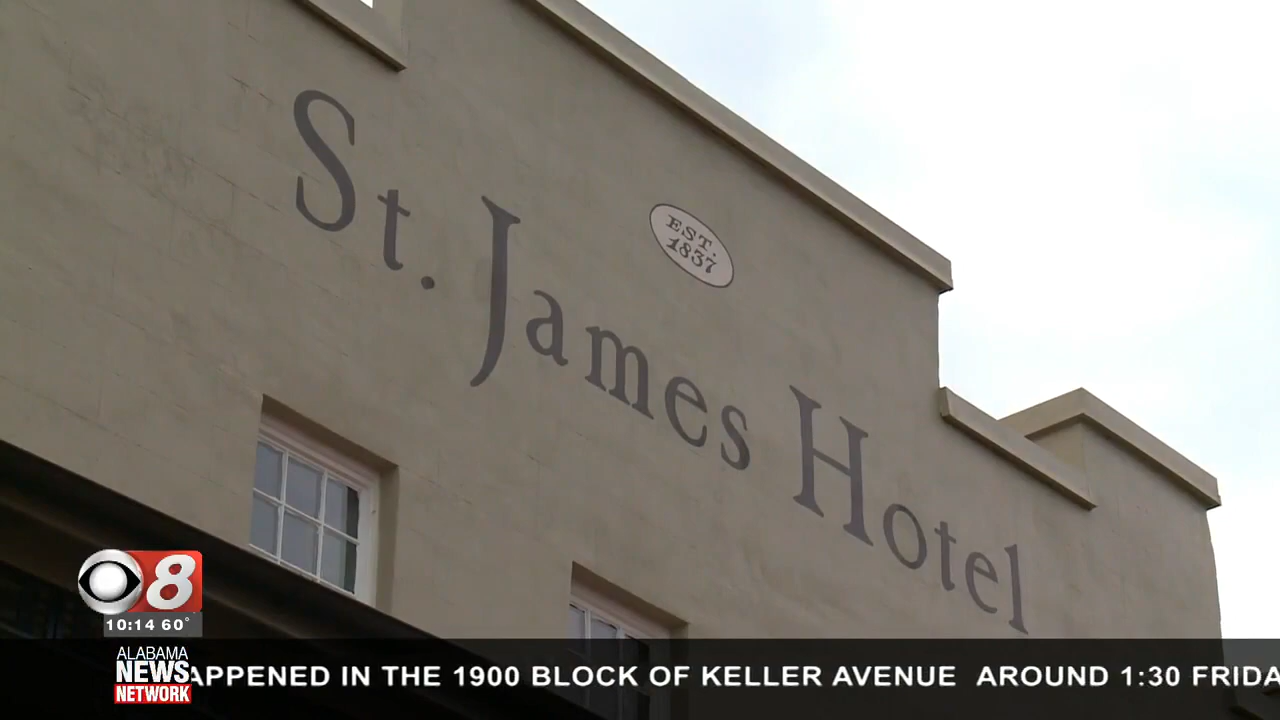 St. James Hotel
EST.
1837
8
10:14 60°
ALABAMA
NEWS
NETWORK
APPENED IN THE 1900 BLOCK OF KELLER AVENUE AROUND 1:30 FRIDA